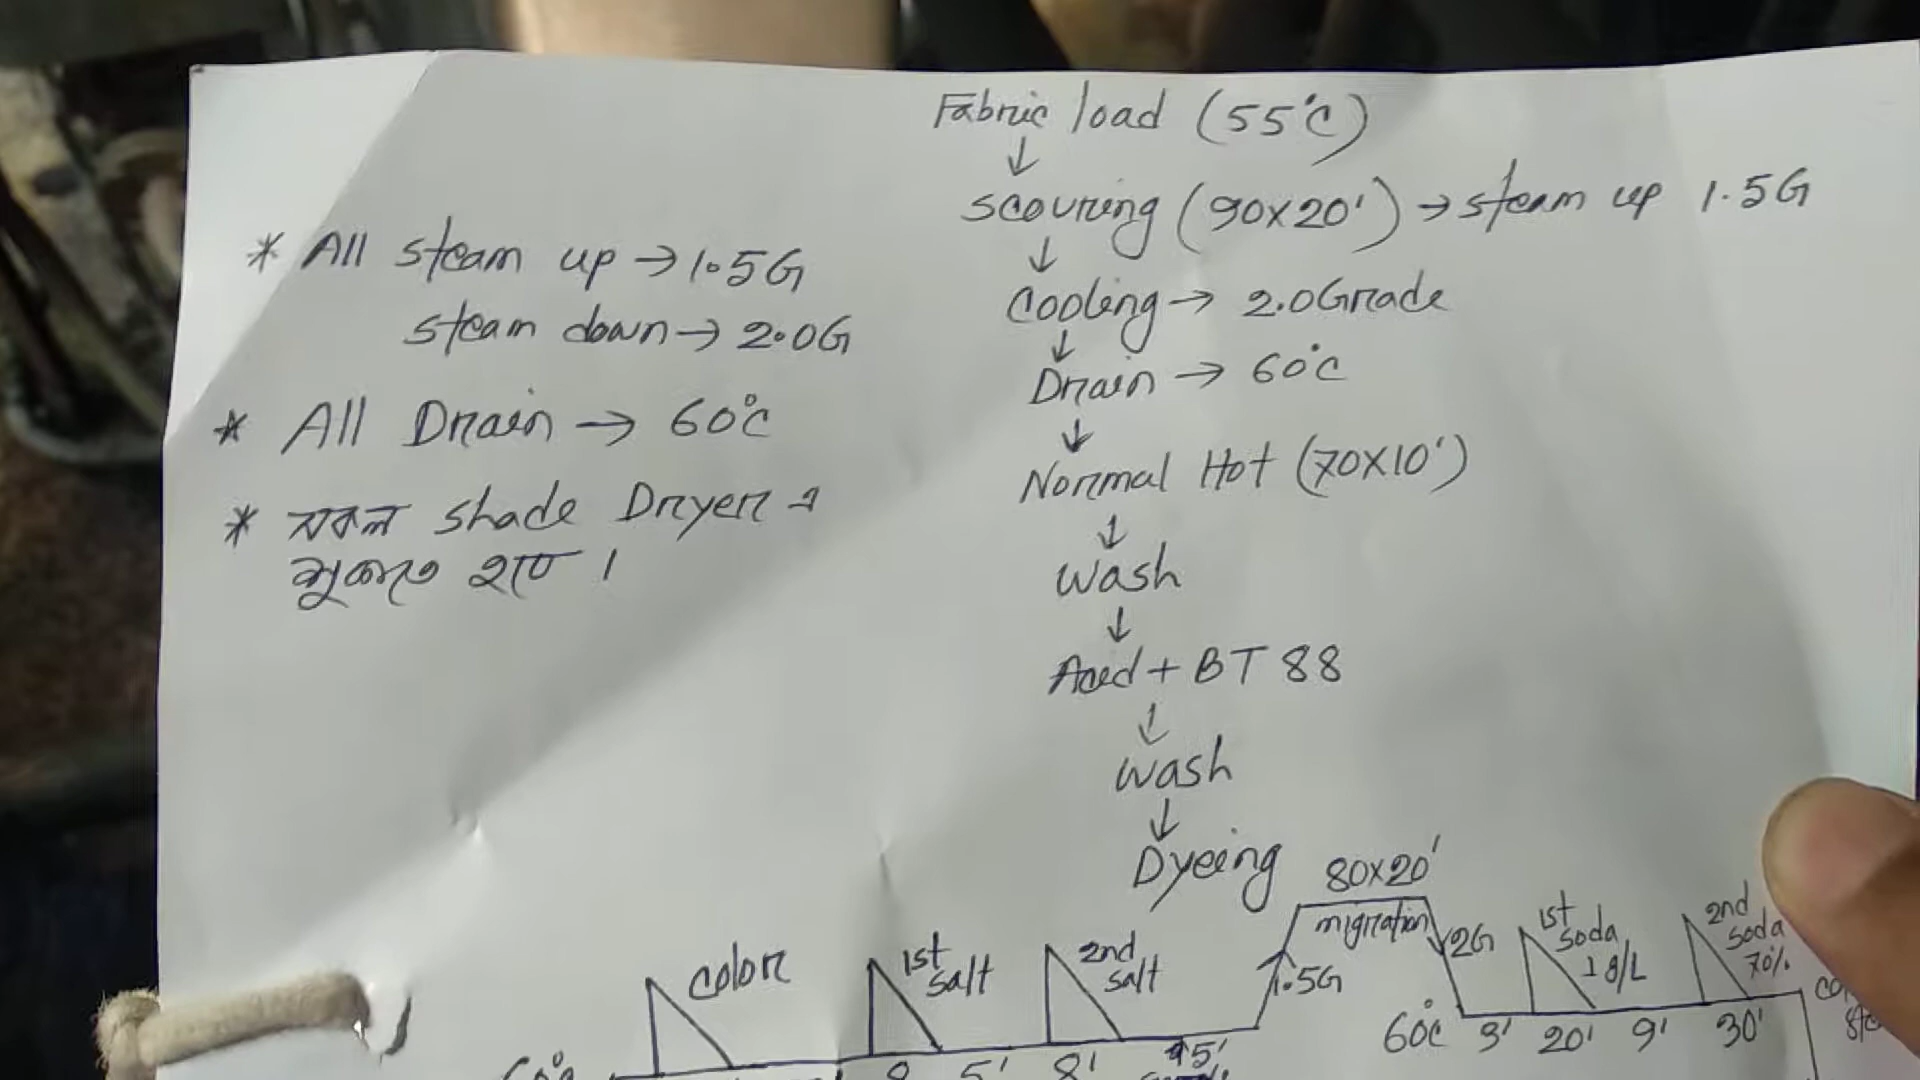 Fabric load (55°C)
↓
Scouring (90X20') → steam up 1.5G
↓
Cooling → 2.0Grade
↓
Drain → 60°C
↓
Normal Hot (70X10')
↓
Wash
↓
Acid + BT 88
↓
Wash
↓
Dyeing
* All steam up → 1.5G
steam down → 2.0G
* All Drain → 60°C
* সকল shade Dryer এ
শুকাতে হবে ।
80X20'
migration
color
1st
salt
2nd
salt
1.5G
2G
1st
soda
1 g/L
2nd
soda
70%
5' 8'
60°C 3' 20' 9' 30'